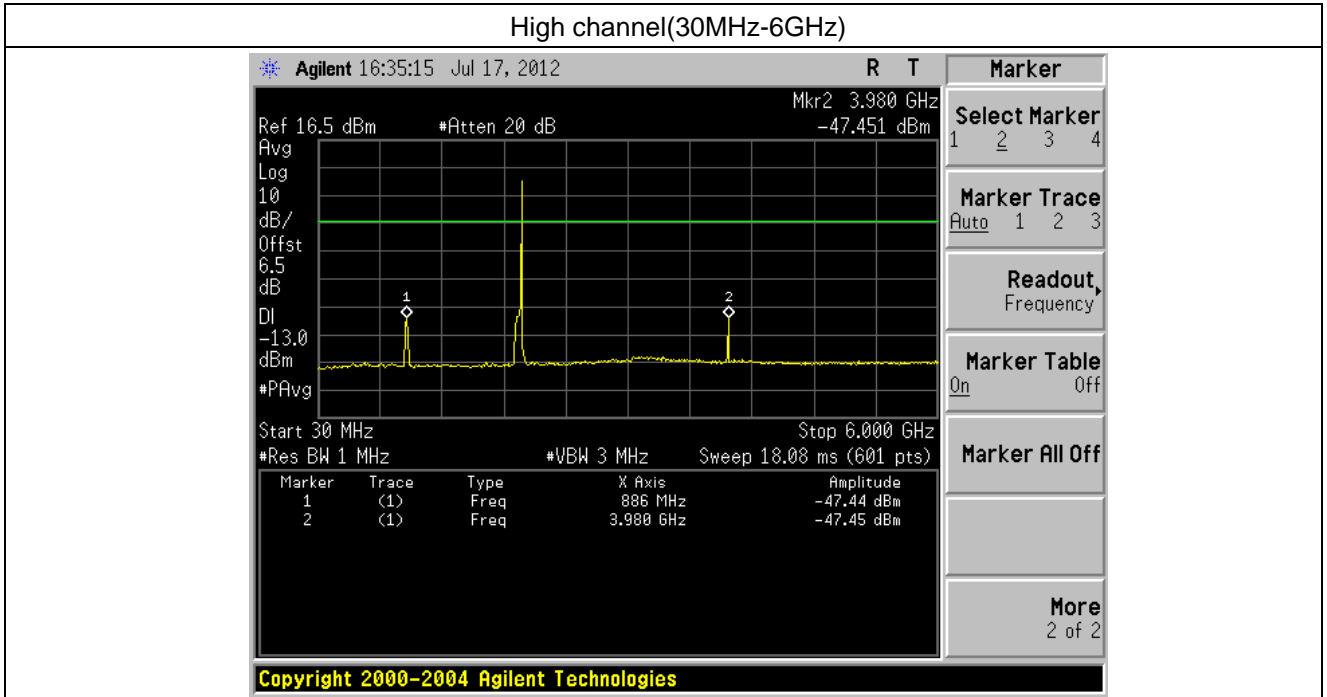 High channel(30MHz-6GHz)
Agilent 16:35:15 Jul 17, 2012 R T
Mkr2 3.980 GHz
Ref 16.5 dBm #Atten 20 dB -47.451 dBm
Avg
Log
10
dB/
Offst
6.5
dB
DI
-13.0
dBm
#PAvg
1
2
Start 30 MHz Stop 6.000 GHz
#Res BW 1 MHz #VBW 3 MHz Sweep 18.08 ms (601 pts)
Marker Trace Type X Axis Amplitude
1 (1) Freq 886 MHz -47.44 dBm
2 (1) Freq 3.980 GHz -47.45 dBm
Marker
Select Marker
1 2 3 4
Marker Trace
Auto 1 2 3
Readout
Frequency
Marker Table
On Off
Marker All Off
More
2 of 2
Copyright 2000-2004 Agilent Technologies